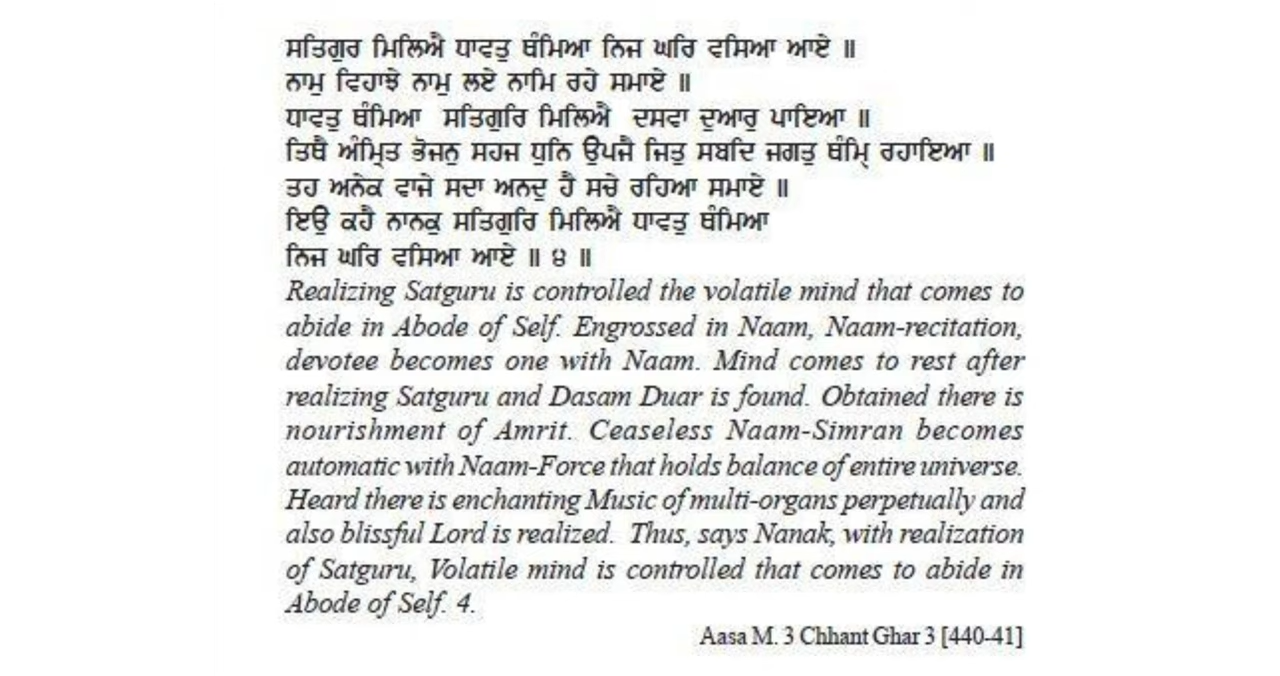 ਸਤਿਗੁਰ ਮਿਲਿਐ ਧਾਵਤੁ ਥੰਮਿਆ ਨਿਜ ਘਰਿ ਵਸਿਆ ਆਏ ॥
ਨਾਮੁ ਵਿਹਾਝੇ ਨਾਮੁ ਲਏ ਨਾਮਿ ਰਹੇ ਸਮਾਏ ॥
ਧਾਵਤੁ ਥੰਮਿਆ ਸਤਿਗੁਰਿ ਮਿਲਿਐ ਦਸਵਾ ਦੁਆਰੁ ਪਾਇਆ ॥
ਤਿਥੈ ਅੰਮ੍ਰਿਤ ਭੋਜਨੁ ਸਹਜ ਧੁਨਿ ਉਪਜੈ ਜਿਤੁ ਸਬਦਿ ਜਗਤੁ ਥੰਮ੍ਰਿ ਰਹਾਇਆ ॥
ਤਹ ਅਨੇਕ ਵਾਜੇ ਸਦਾ ਅਨਦੁ ਹੈ ਸਚੇ ਰਹਿਆ ਸਮਾਏ ॥
ਇਉ ਕਹੈ ਨਾਨਕੁ ਸਤਿਗੁਰਿ ਮਿਲਿਐ ਧਾਵਤੁ ਥੰਮਿਆ
ਨਿਜ ਘਰਿ ਵਸਿਆ ਆਏ ॥ ੪ ॥
Realizing Satguru is controlled the volatile mind that comes to
abide in Abode of Self. Engrossed in Naam, Naam-recitation,
devotee becomes one with Naam. Mind comes to rest after
realizing Satguru and Dasam Duar is found. Obtained there is
nourishment of Amrit. Ceaseless Naam-Simran becomes
automatic with Naam-Force that holds balance of entire universe.
Heard there is enchanting Music of multi-organs perpetually and
also blissful Lord is realized. Thus, says Nanak, with realization
of Satguru, Volatile mind is controlled that comes to abide in
Abode of Self. 4.
Aasa M. 3 Chhant Ghar 3 [440-41]